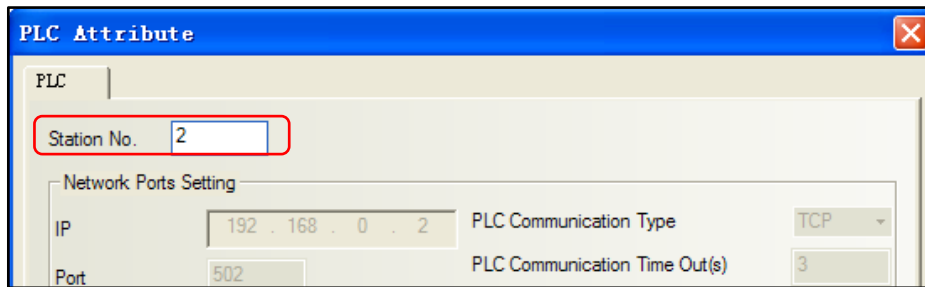 PLC Attribute
PLC
Station No. 2
Network Ports Setting
IP 192 . 168 . 0 . 2 PLC Communication Type TCP
Port 502 PLC Communication Time Out(s) 3